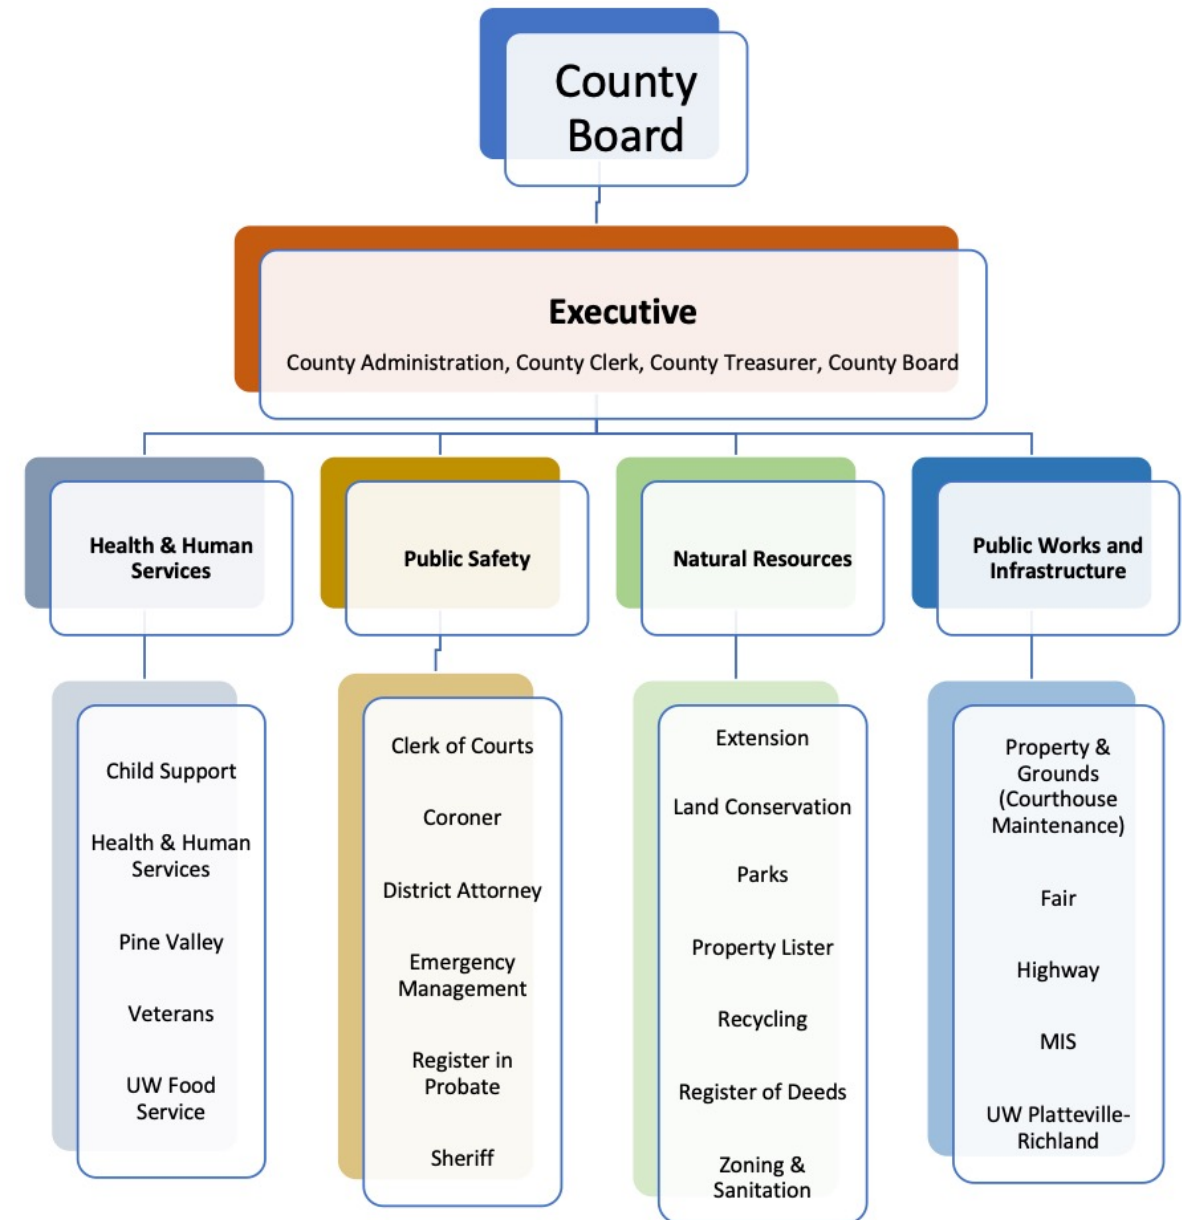 County
Board
Executive
County Administration, County Clerk, County Treasurer, County Board
Health & Human
Services
Public Safety
Natural Resources
Public Works and
Infrastructure
Child Support
Health & Human
Services
Pine Valley
Veterans
UW Food
Service
Clerk of Courts
Coroner
District Attorney
Emergency
Management
Register in
Probate
Sheriff
Extension
Land Conservation
Parks
Property Lister
Recycling
Register of Deeds
Zoning &
Sanitation
Property &
Grounds
(Courthouse
Maintenance)
Fair
Highway
MIS
UW Platteville-
Richland